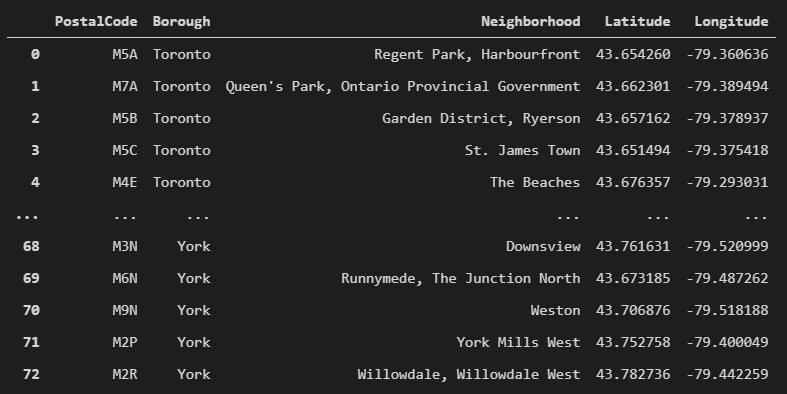 PostalCode Borough Neighborhood Latitude Longitude
0 M5A Toronto Regent Park, Harbourfront 43.654260 -79.360636
1 M7A Toronto Queen's Park, Ontario Provincial Government 43.662301 -79.389494
2 M5B Toronto Garden District, Ryerson 43.657162 -79.378937
3 M5C Toronto St. James Town 43.651494 -79.375418
4 M4E Toronto The Beaches 43.676357 -79.293031
... ... ... ... ... ...
68 M3N York Downsview 43.761631 -79.520999
69 M6N York Runnymede, The Junction North 43.673185 -79.487262
70 M9N York Weston 43.706876 -79.518188
71 M2P York York Mills West 43.752758 -79.400049
72 M2R York Willowdale, Willowdale West 43.782736 -79.442259